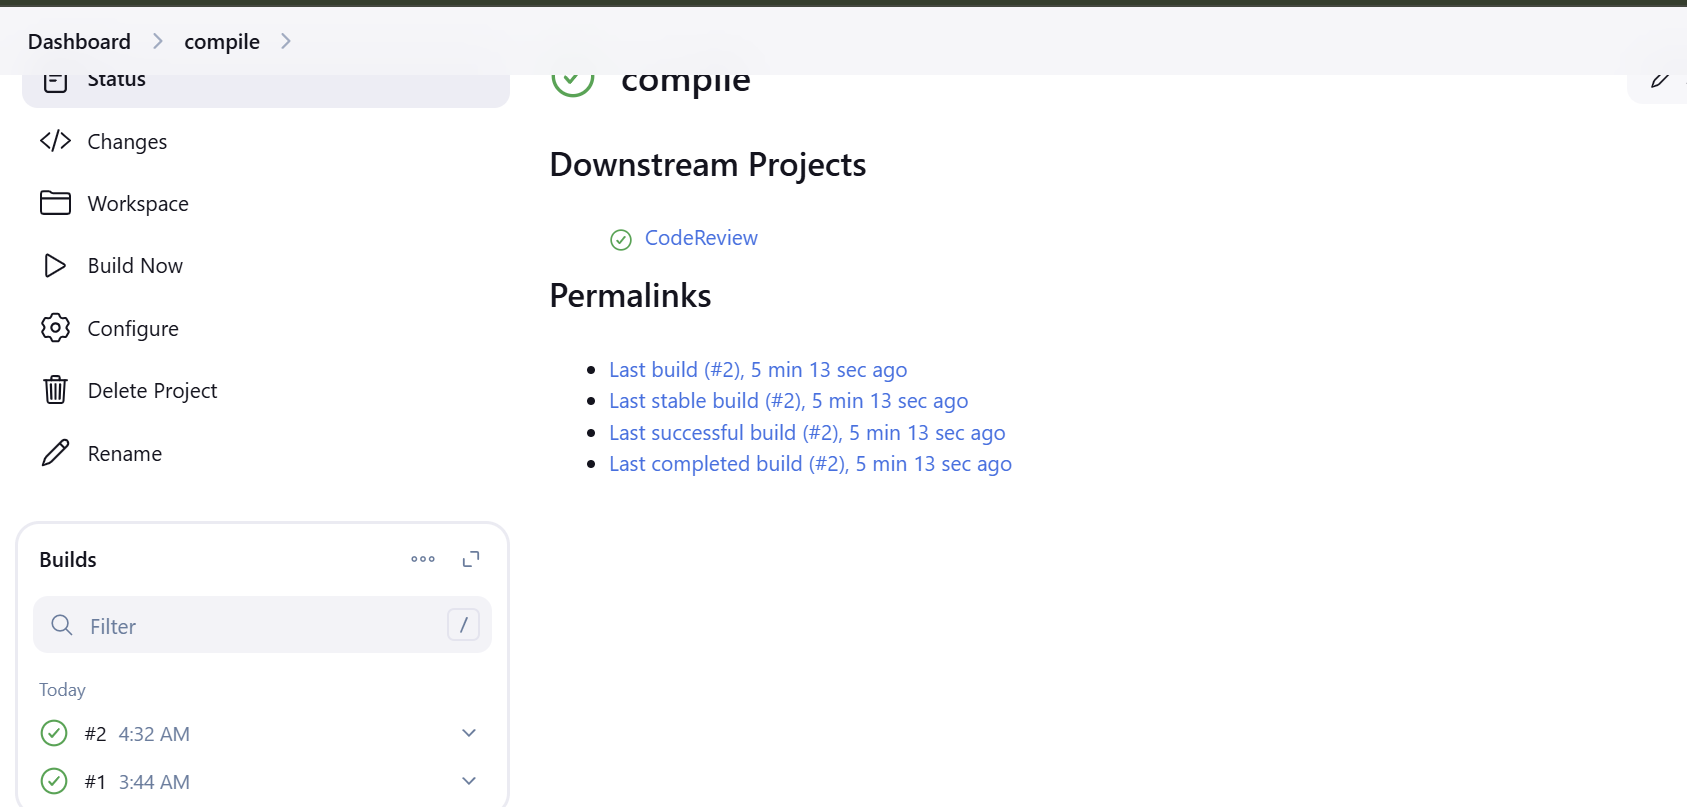 Dashboard compile
Status
Changes
Workspace
Build Now
Configure
Delete Project
Rename
Builds
Filter /
Today
#2 4:32 AM
#1 3:44 AM
compile
Downstream Projects
CodeReview
Permalinks
Last build (#2), 5 min 13 sec ago
Last stable build (#2), 5 min 13 sec ago
Last successful build (#2), 5 min 13 sec ago
Last completed build (#2), 5 min 13 sec ago